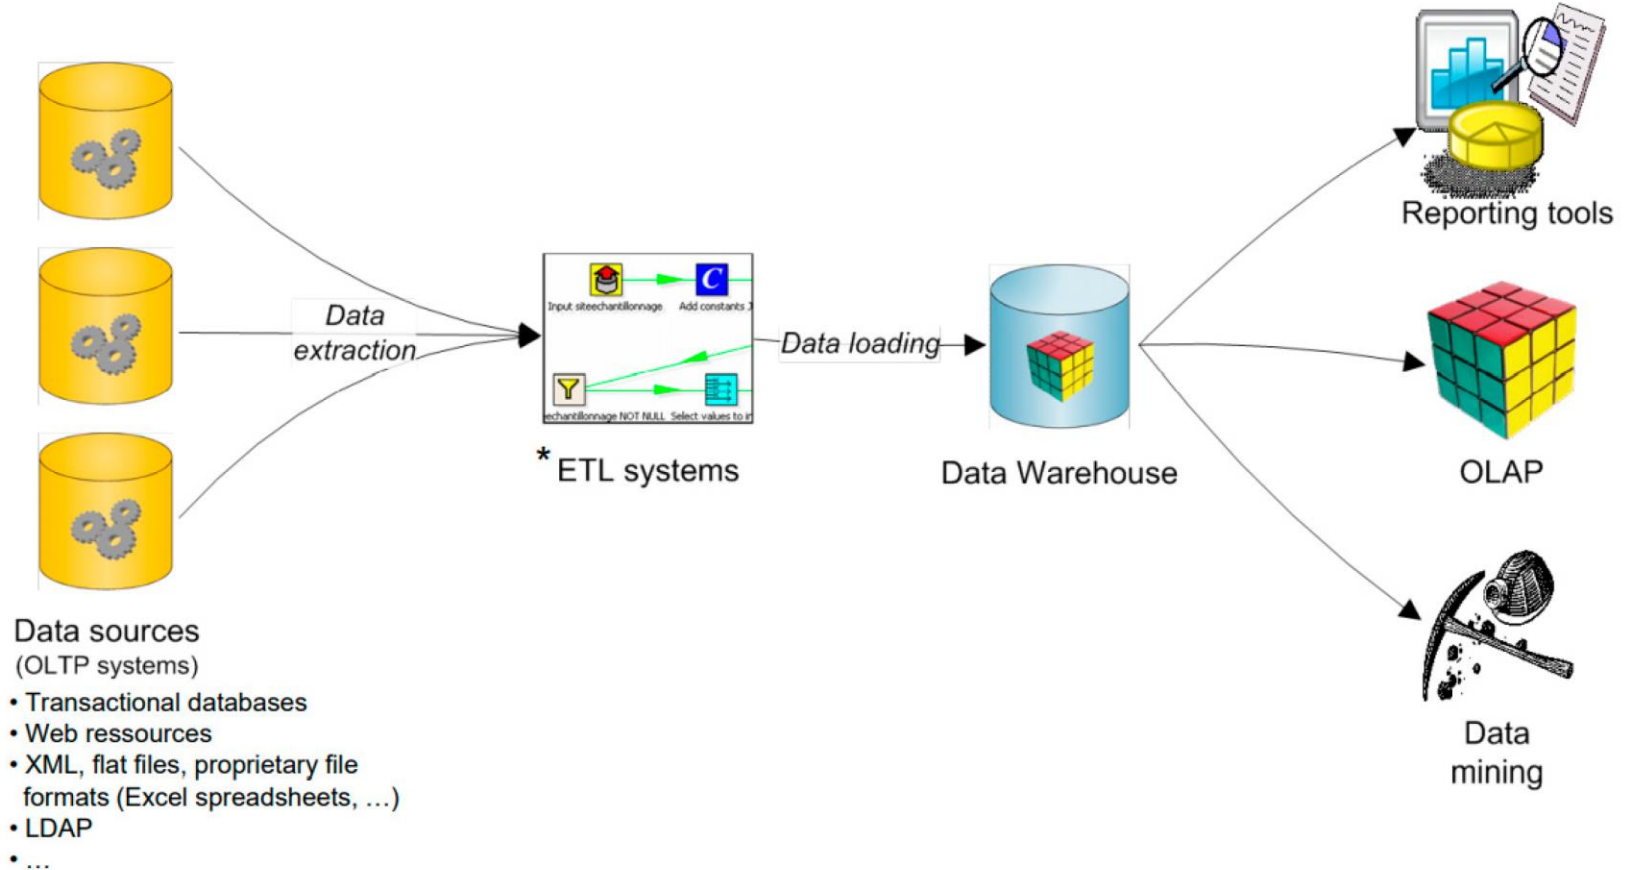 Data sources
(OLTP systems)
• Transactional databases
• Web ressources
• XML, flat files, proprietary file
formats (Excel spreadsheets, …)
• LDAP
• …
Data
extraction
Input siteechantillonnage
Add constants
echantillonnage NOT NULL
Select values to in
* ETL systems
Data loading
Data Warehouse
Reporting tools
OLAP
Data
mining